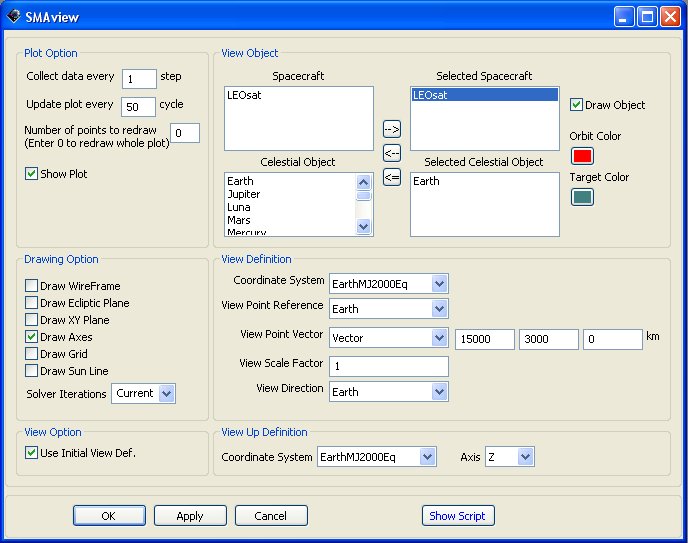 SMAview
Plot Option
Collect data every 1 step
Update plot every 50 cycle
Number of points to redraw 0
(Enter 0 to redraw whole plot)
Show Plot
View Object
Spacecraft
LEOsat
Celestial Object
Earth
Jupiter
Luna
Mars
Mercury
-->
<--
<=
Selected Spacecraft
LEOsat
Selected Celestial Object
Earth
Draw Object
Orbit Color
Target Color
Drawing Option
Draw WireFrame
Draw Ecliptic Plane
Draw XY Plane
Draw Axes
Draw Grid
Draw Sun Line
Solver Iterations Current
View Definition
Coordinate System EarthMJ2000Eq
View Point Reference Earth
View Point Vector Vector 15000 3000 0 km
View Scale Factor 1
View Direction Earth
View Option
Use Initial View Def.
View Up Definition
Coordinate System EarthMJ2000Eq Axis Z
OK Apply Cancel Show Script